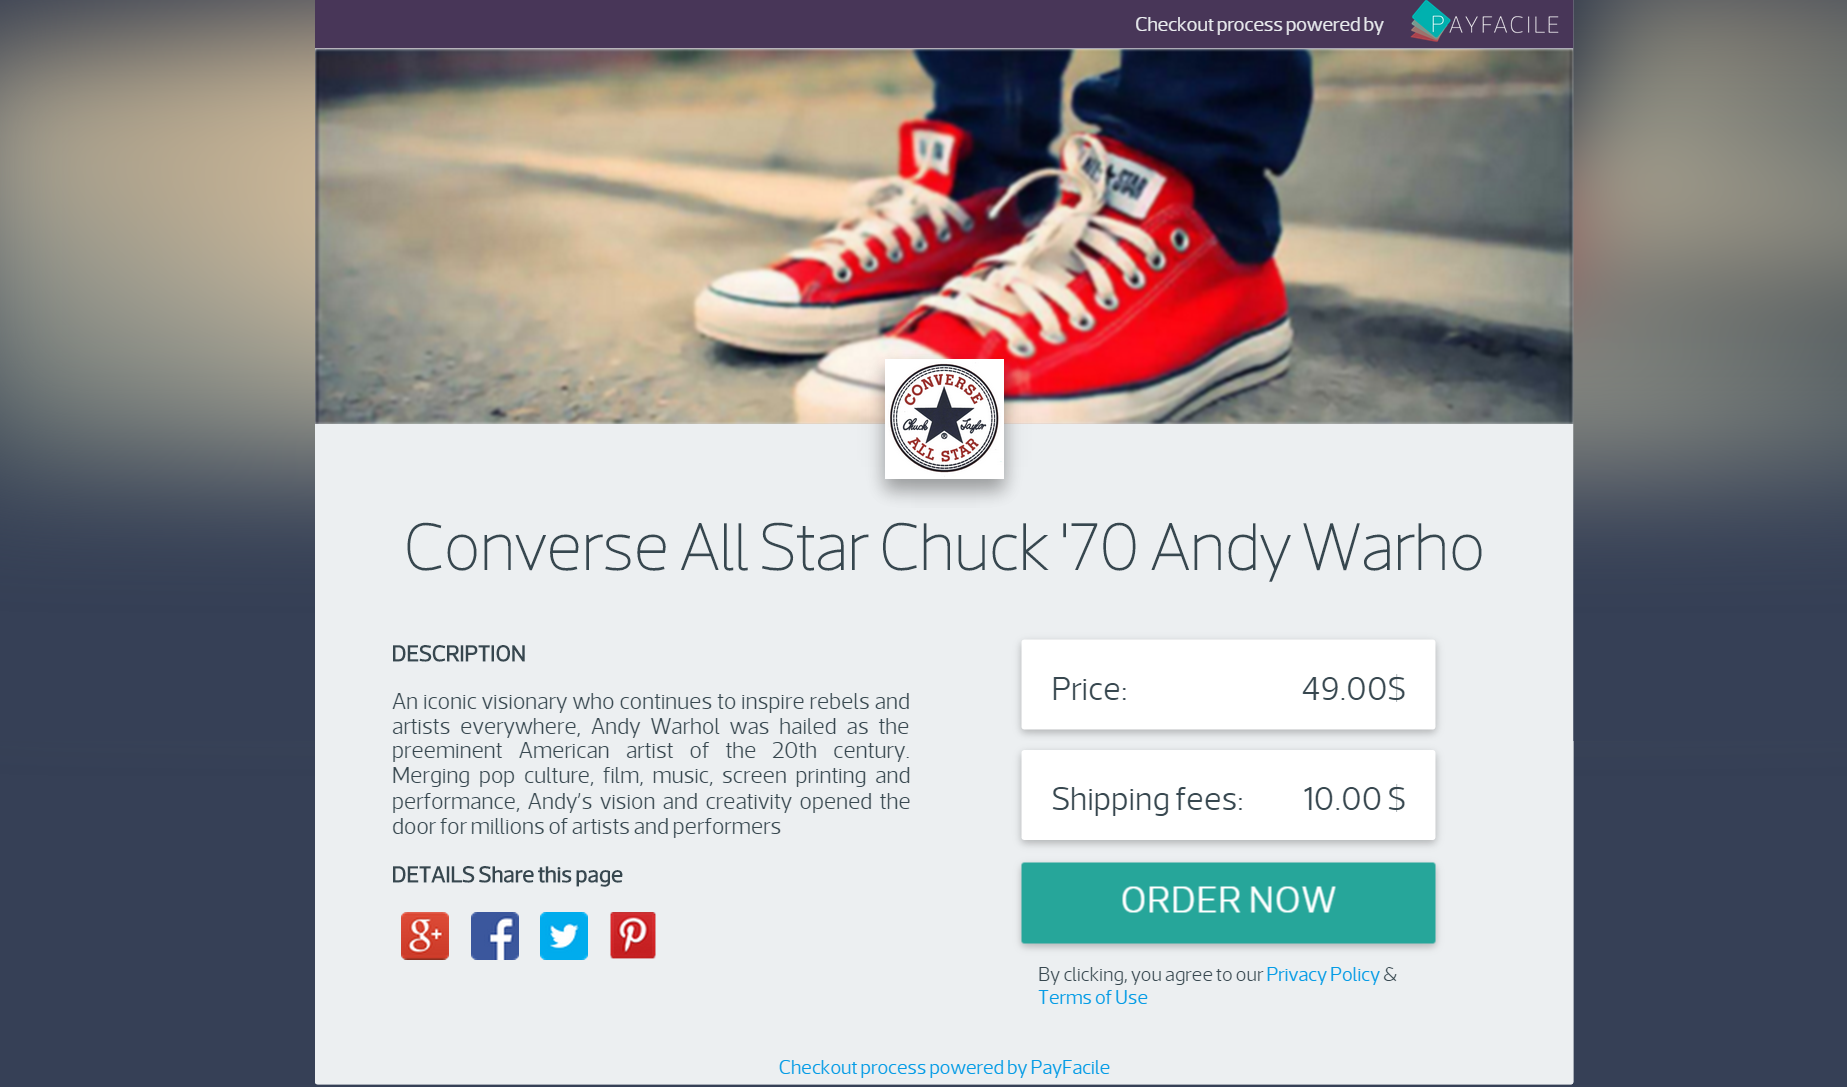 Checkout process powered by PAYFACILE
ALL STAR
CONVERSE
Chuck Taylor
®
ALL STAR
Converse All Star Chuck '70 Andy Warho
DESCRIPTION
An iconic visionary who continues to inspire rebels and
artists everywhere, Andy Warhol was hailed as the
preeminent American artist of the 20th century.
Merging pop culture, film, music, screen printing and
performance, Andy’s vision and creativity opened the
door for millions of artists and performers
DETAILS Share this page
g+ f
Price: 49.00$
Shipping fees: 10.00 $
ORDER NOW
By clicking, you agree to our Privacy Policy &
Terms of Use
Checkout process powered by PayFacile